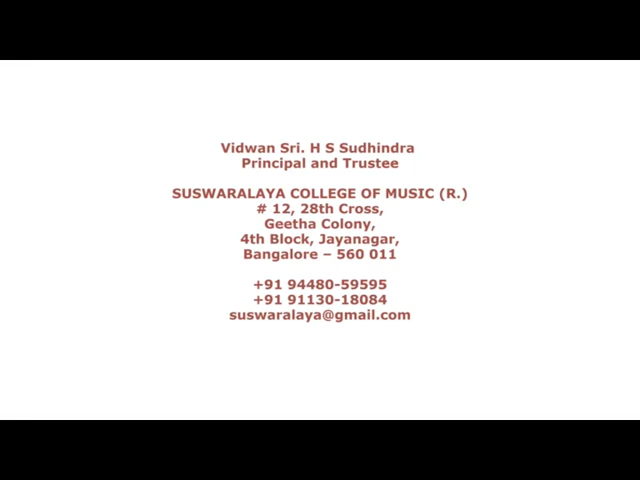 Vidwan Sri. H S Sudhindra
Principal and Trustee
SUSWARALAYA COLLEGE OF MUSIC (R.)
# 12, 28th Cross,
Geetha Colony,
4th Block, Jayanagar,
Bangalore – 560 011
+91 94480-59595
+91 91130-18084
suswaralaya@gmail.com